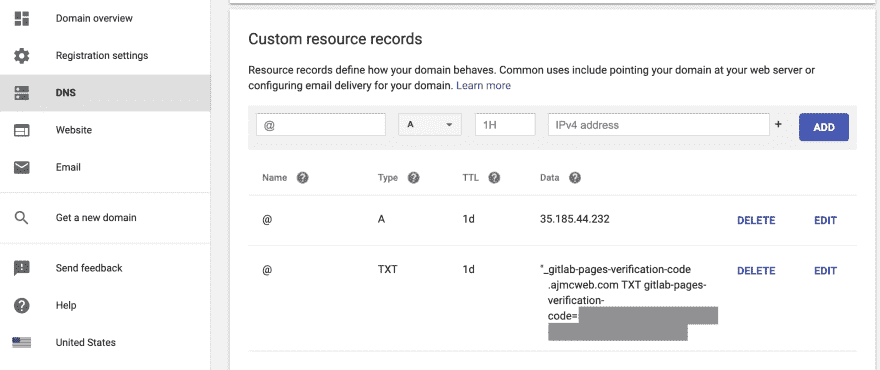 Domain overview
Registration settings
DNS
Website
Email
Get a new domain
Send feedback
Help
United States
Custom resource records
Resource records define how your domain behaves. Common uses include pointing your domain at your web server or
configuring email delivery for your domain. Learn more
@ A 1H IPv4 address + ADD
Name ? Type ? TTL ? Data ?
@ A 1d 35.185.44.232 DELETE EDIT
@ TXT 1d "_gitlab-pages-verification-code DELETE EDIT
.ajmcweb.com TXT gitlab-pages-
verification-
code=